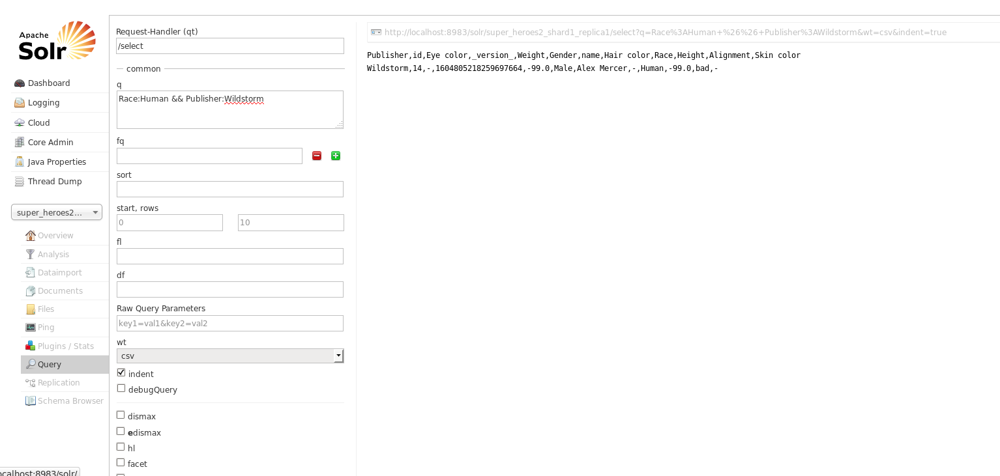 Apache
Solr
Dashboard
Logging
Cloud
Core Admin
Java Properties
Thread Dump
super_heroes2...
Overview
Analysis
Dataimport
Documents
Files
Ping
Plugins / Stats
Query
Replication
Schema Browser
ocalhost:8983/solr/
Request-Handler (qt)
/select
common
q
Race:Human && Publisher:Wildstorm
fq
sort
start, rows
0 10
fl
df
Raw Query Parameters
key1=val1&key2=val2
wt
csv
indent
debugQuery
dismax
edismax
hl
facet
http://localhost:8983/solr/super_heroes2_shard1_replica1/select?q=Race%3AHuman+%26%26+Publisher%3AWildstorm&wt=csv&indent=true
Publisher,id,Eye color,_version_,Weight,Gender,name,Hair color,Race,Height,Alignment,Skin color
Wildstorm,14,-,1604805218259697664,-99.0,Male,Alex Mercer,-,Human,-99.0,bad,-